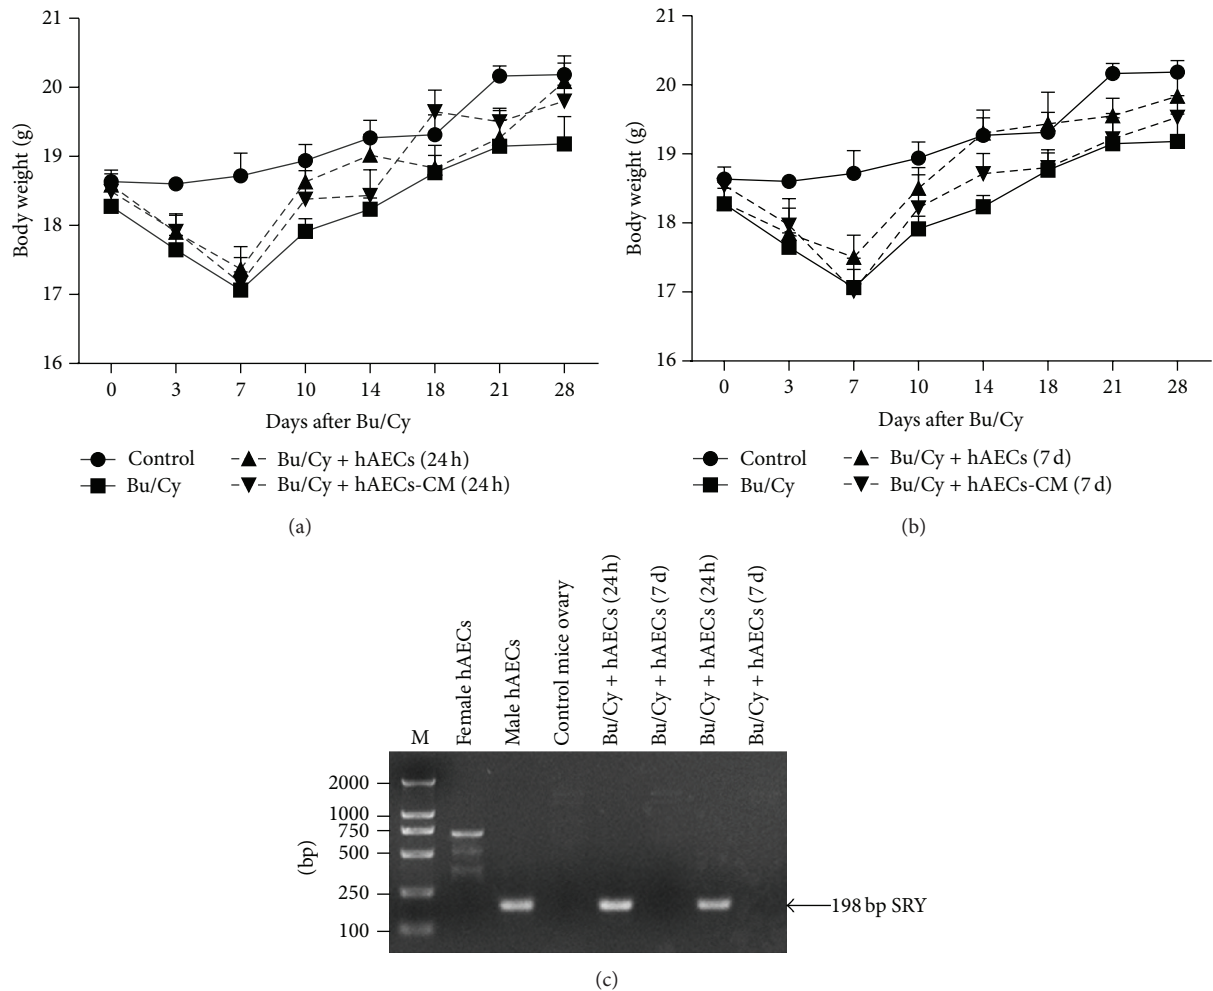 21
20
19
18
17
16
Body weight (g)
0 3 7 10 14 18 21 28
Days after Bu/Cy
Control
Bu/Cy
Bu/Cy + hAECs (24 h)
Bu/Cy + hAECs-CM (24 h)
(a)
21
20
19
18
17
16
Body weight (g)
0 3 7 10 14 18 21 28
Days after Bu/Cy
Control
Bu/Cy
Bu/Cy + hAECs (7 d)
Bu/Cy + hAECs-CM (7 d)
(b)
M
Female hAECs
Male hAECs
Control mice ovary
Bu/Cy + hAECs (24 h)
Bu/Cy + hAECs (7 d)
Bu/Cy + hAECs (24 h)
Bu/Cy + hAECs (7 d)
2000
1000
750
500
250
100
(bp)
198 bp SRY
(c)